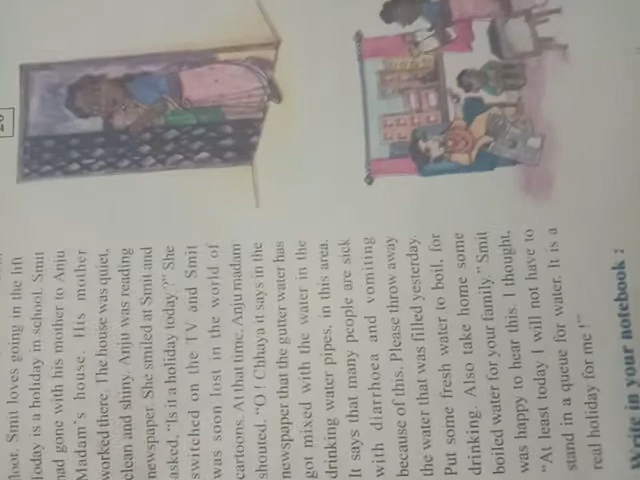 floor. Smit loves going in the lift
Today is a holiday in school. Smit
had gone with his mother to Anju
Madam's house. His mother
worked there. The house was quiet,
clean and shiny. Anju was reading
newspaper. She smiled at Smit and
asked, "Is it a holiday today?" She
switched on the TV and Smit
was soon lost in the world of
cartoons. At that time, Anju madam
shouted. "O ! Chhaya it says in the
newspaper that the gutter water has
got mixed with the water in the
drinking water pipes, in this area.
It says that many people are sick
with diarrhoea and vomiting
because of this. Please throw away
the water that was filled yesterday.
Put some fresh water to boil, for
drinking. Also take home some
boiled water for your family." Smit
was happy to hear this. I thought,
"At least today I will not have to
stand in a queue for water. It is a
real holiday for me !"
Write in your notebook :